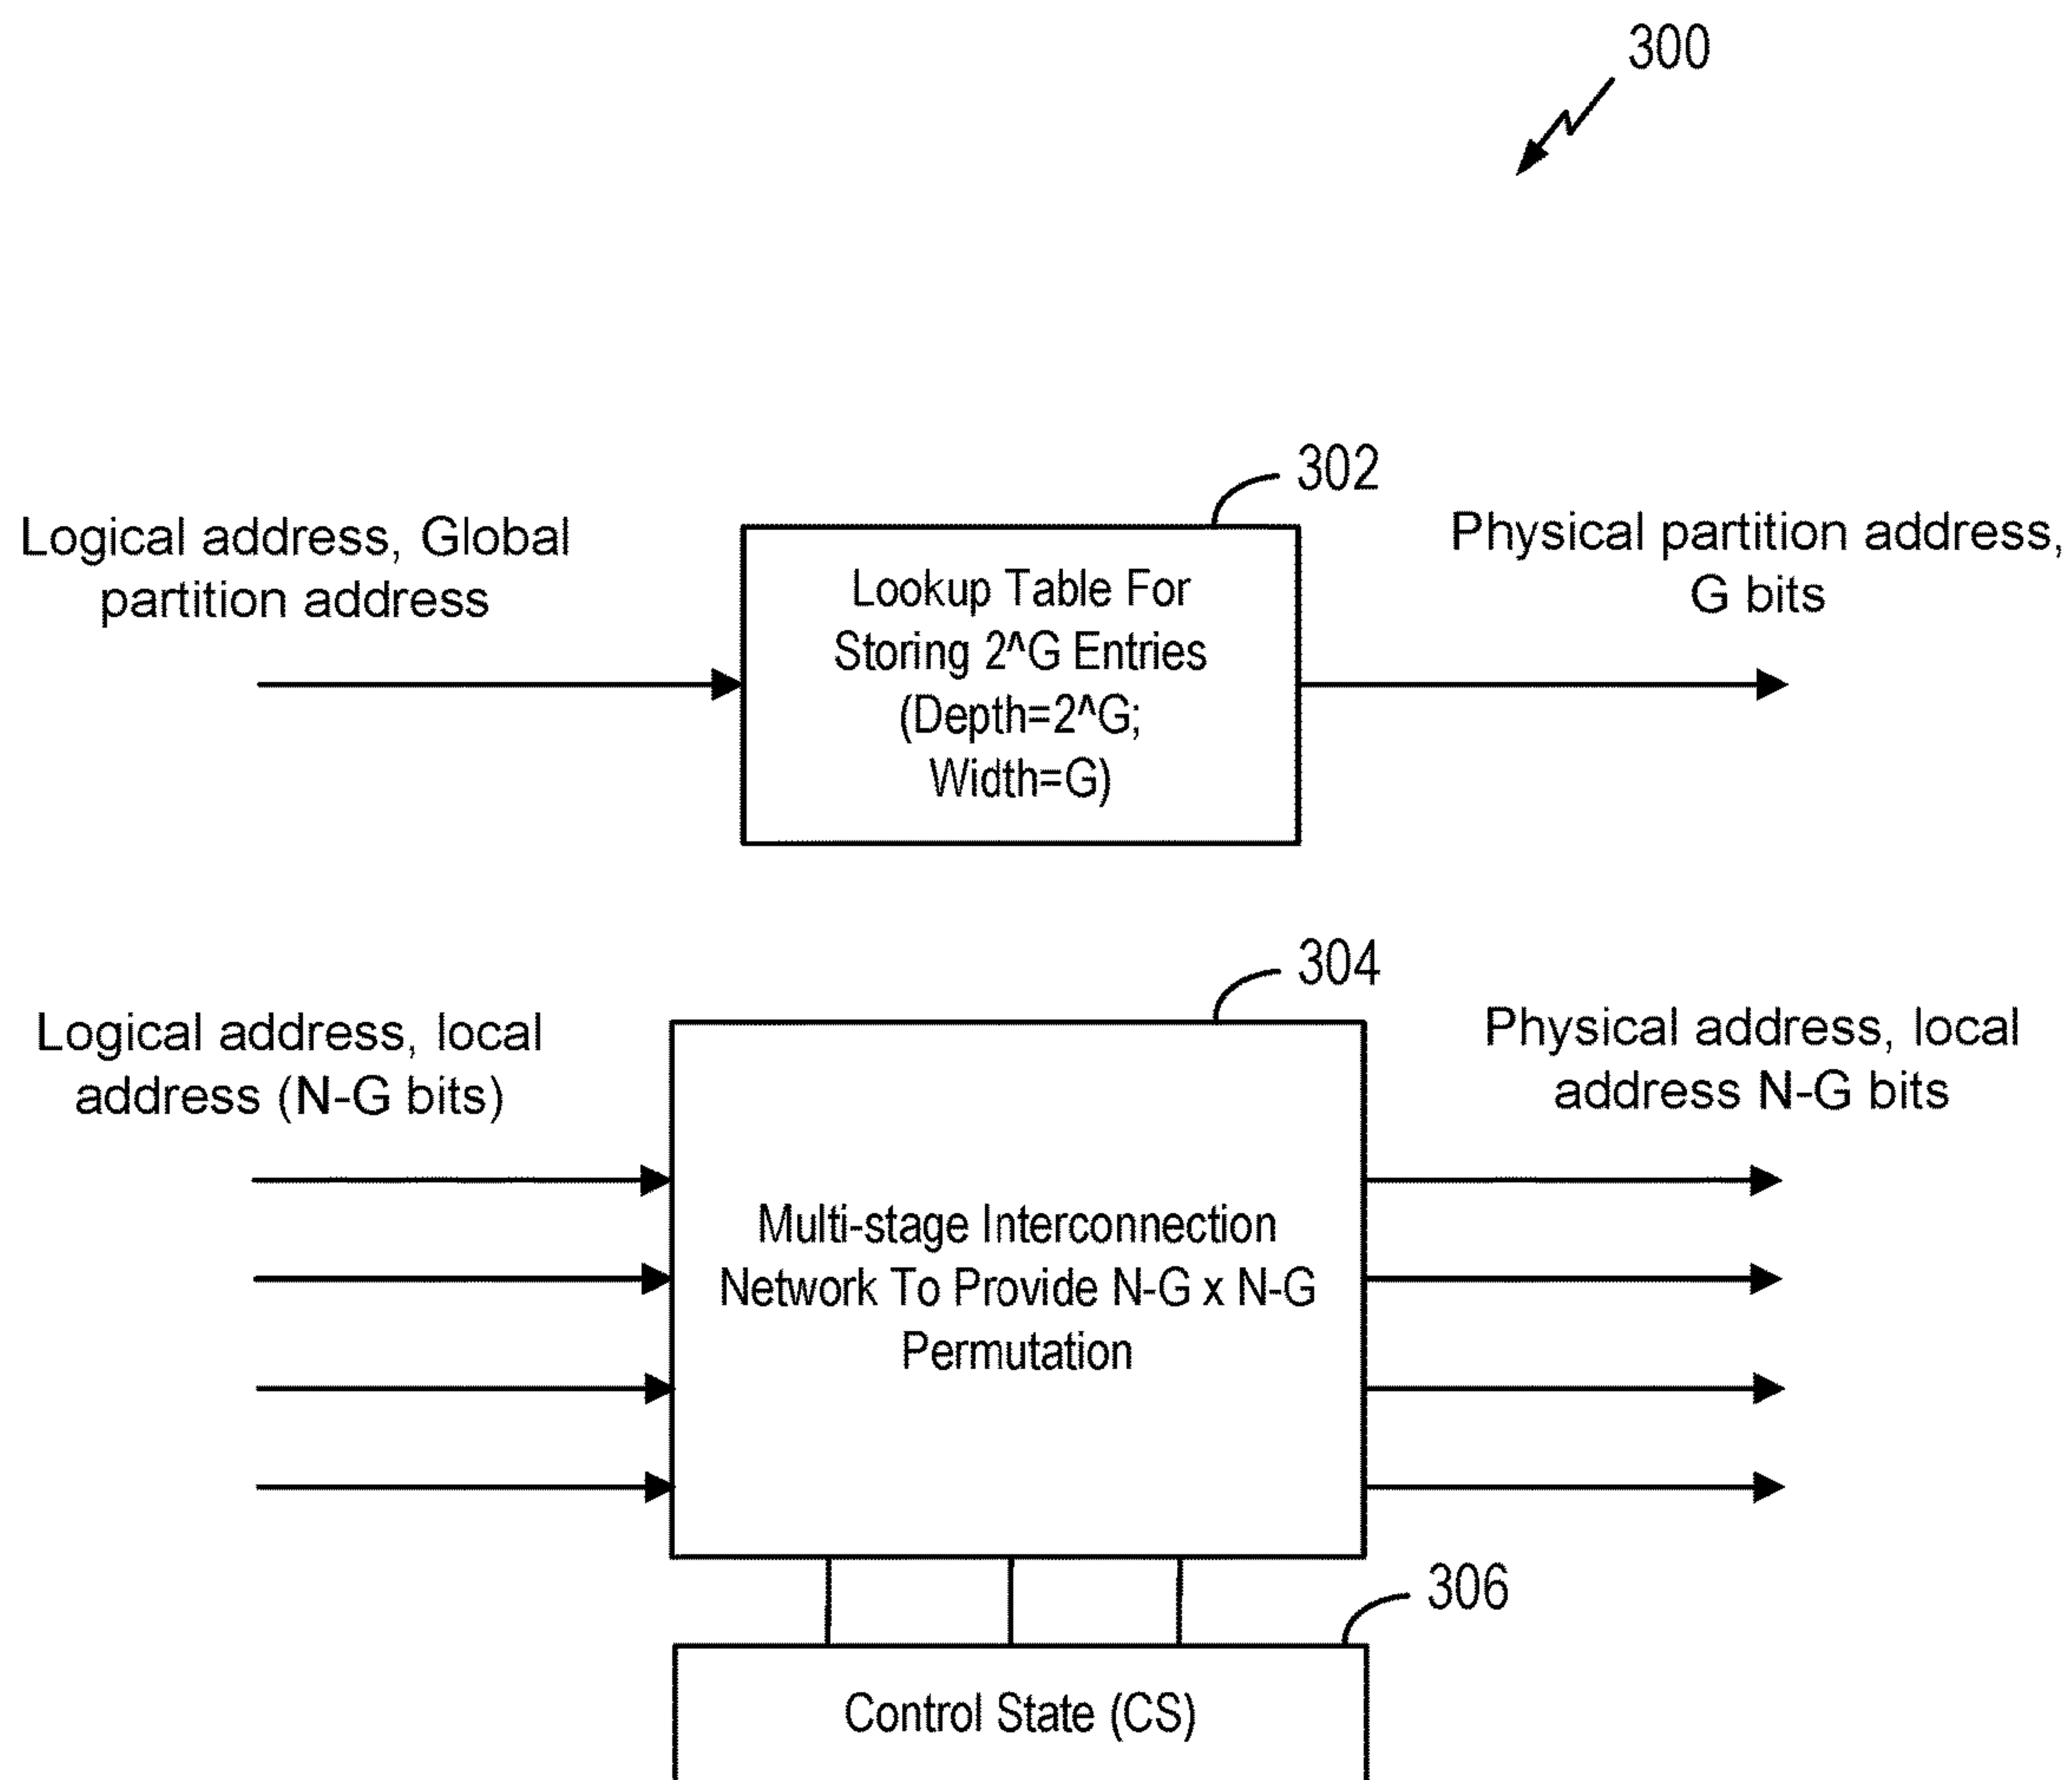 300
302
Logical address, Global
partition address
Lookup Table For
Storing 2^G Entries
(Depth=2^G;
Width=G)
Physical partition address,
G bits
304
Logical address, local
address (N-G bits)
Multi-stage Interconnection
Network To Provide N-G x N-G
Permutation
Physical address, local
address N-G bits
306
Control State (CS)